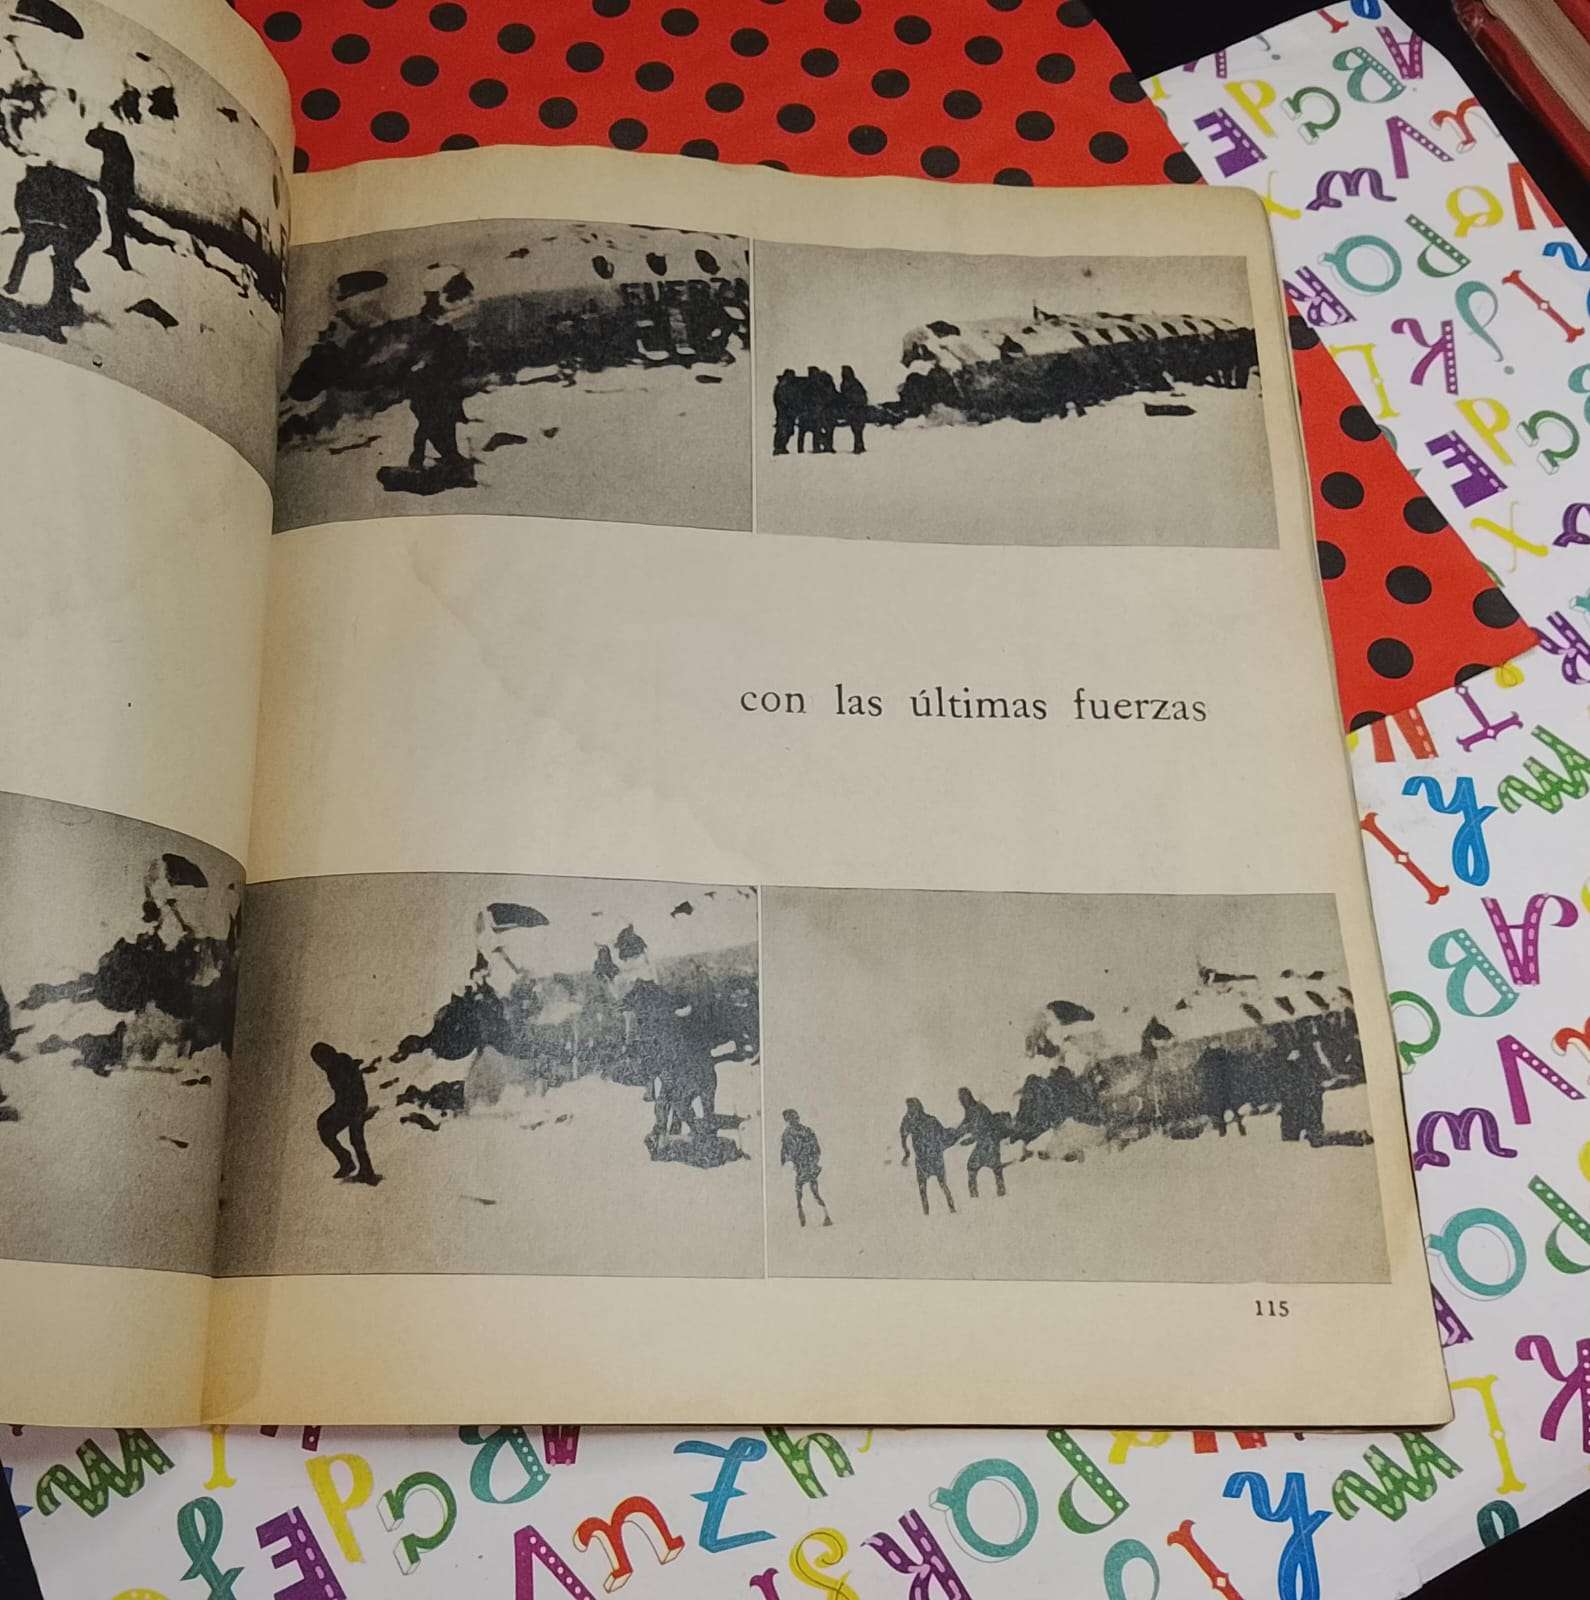 FUERZA
con las últimas fuerzas
115